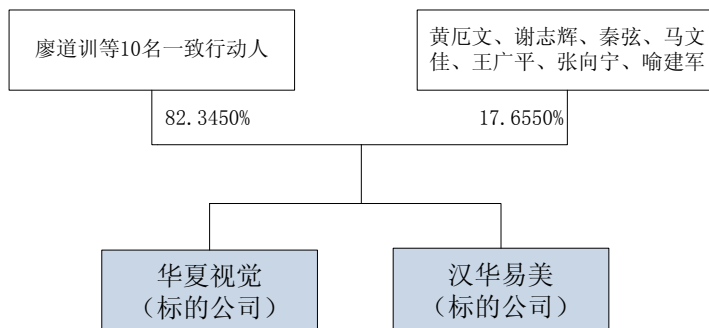 廖道训等10名一致行动人
黄厄文、谢志辉、秦弦、马文
佳、王广平、张向宁、喻建军
82.3450%
17.6550%
华夏视觉
（标的公司）
汉华易美
（标的公司）